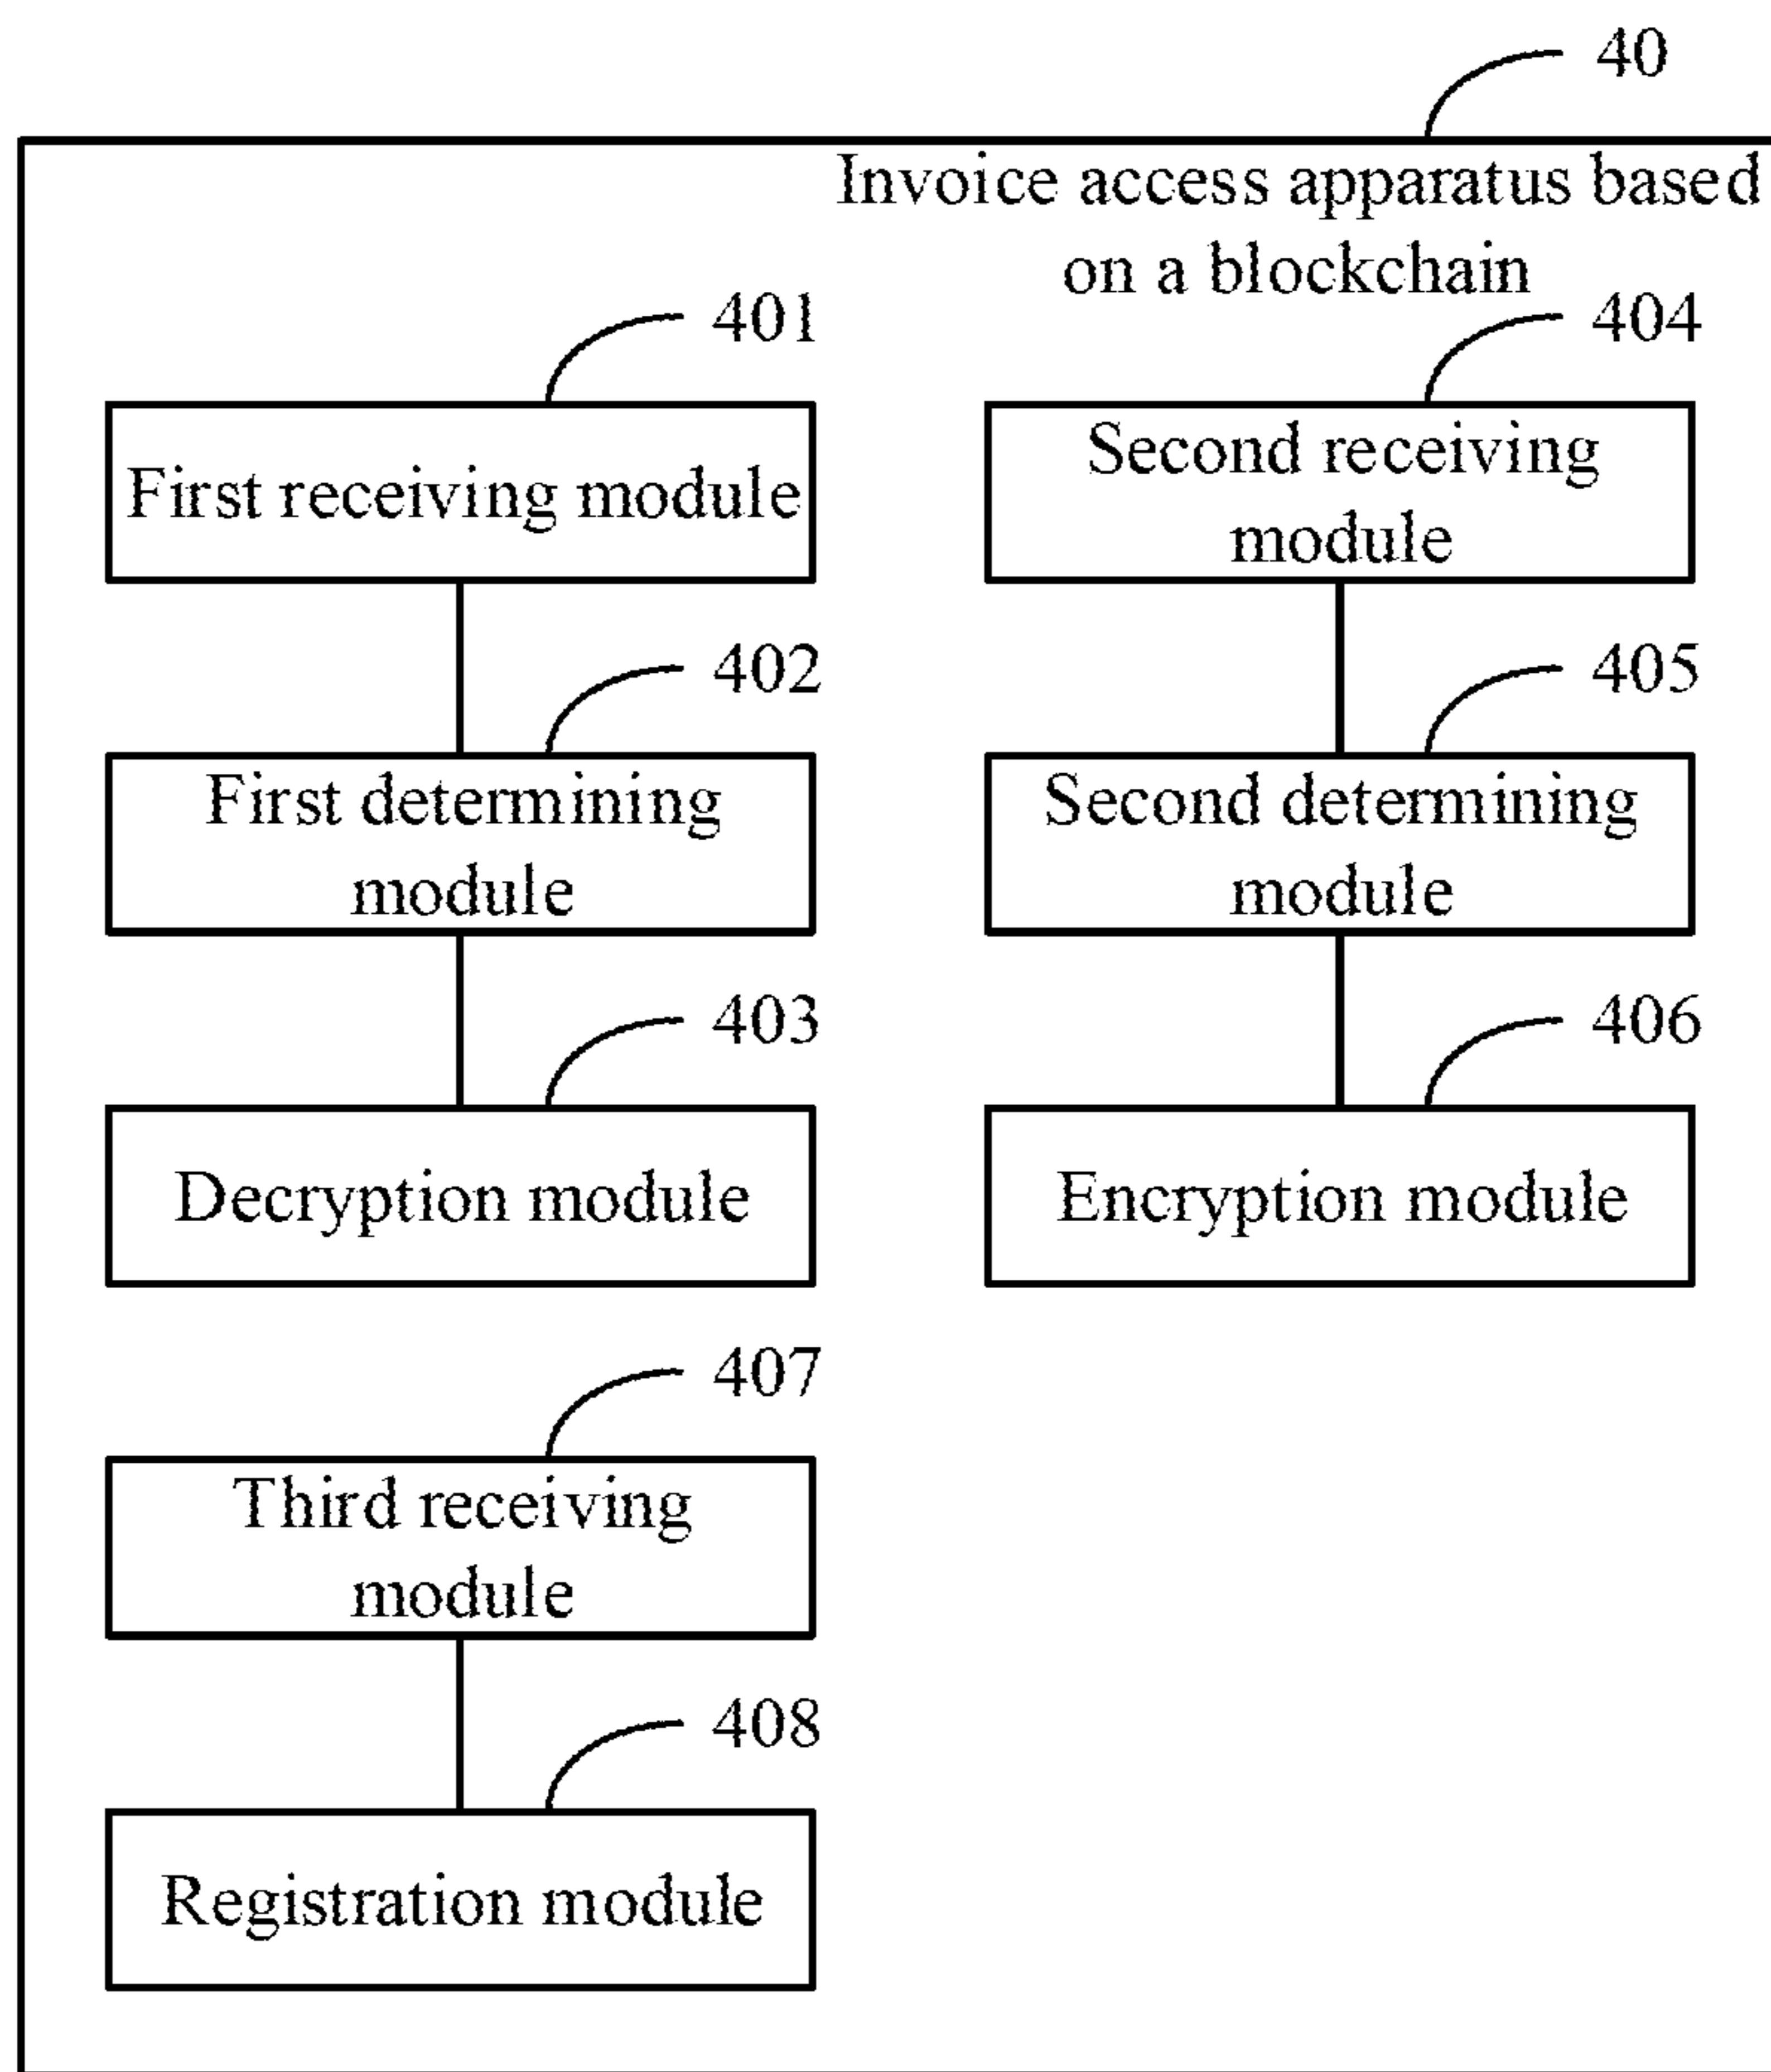 40
Invoice access apparatus based
on a blockchain
401
First receiving module
402
First determining
module
403
Decryption module
404
Second receiving
module
405
Second determining
module
406
Encryption module
407
Third receiving
module
408
Registration module